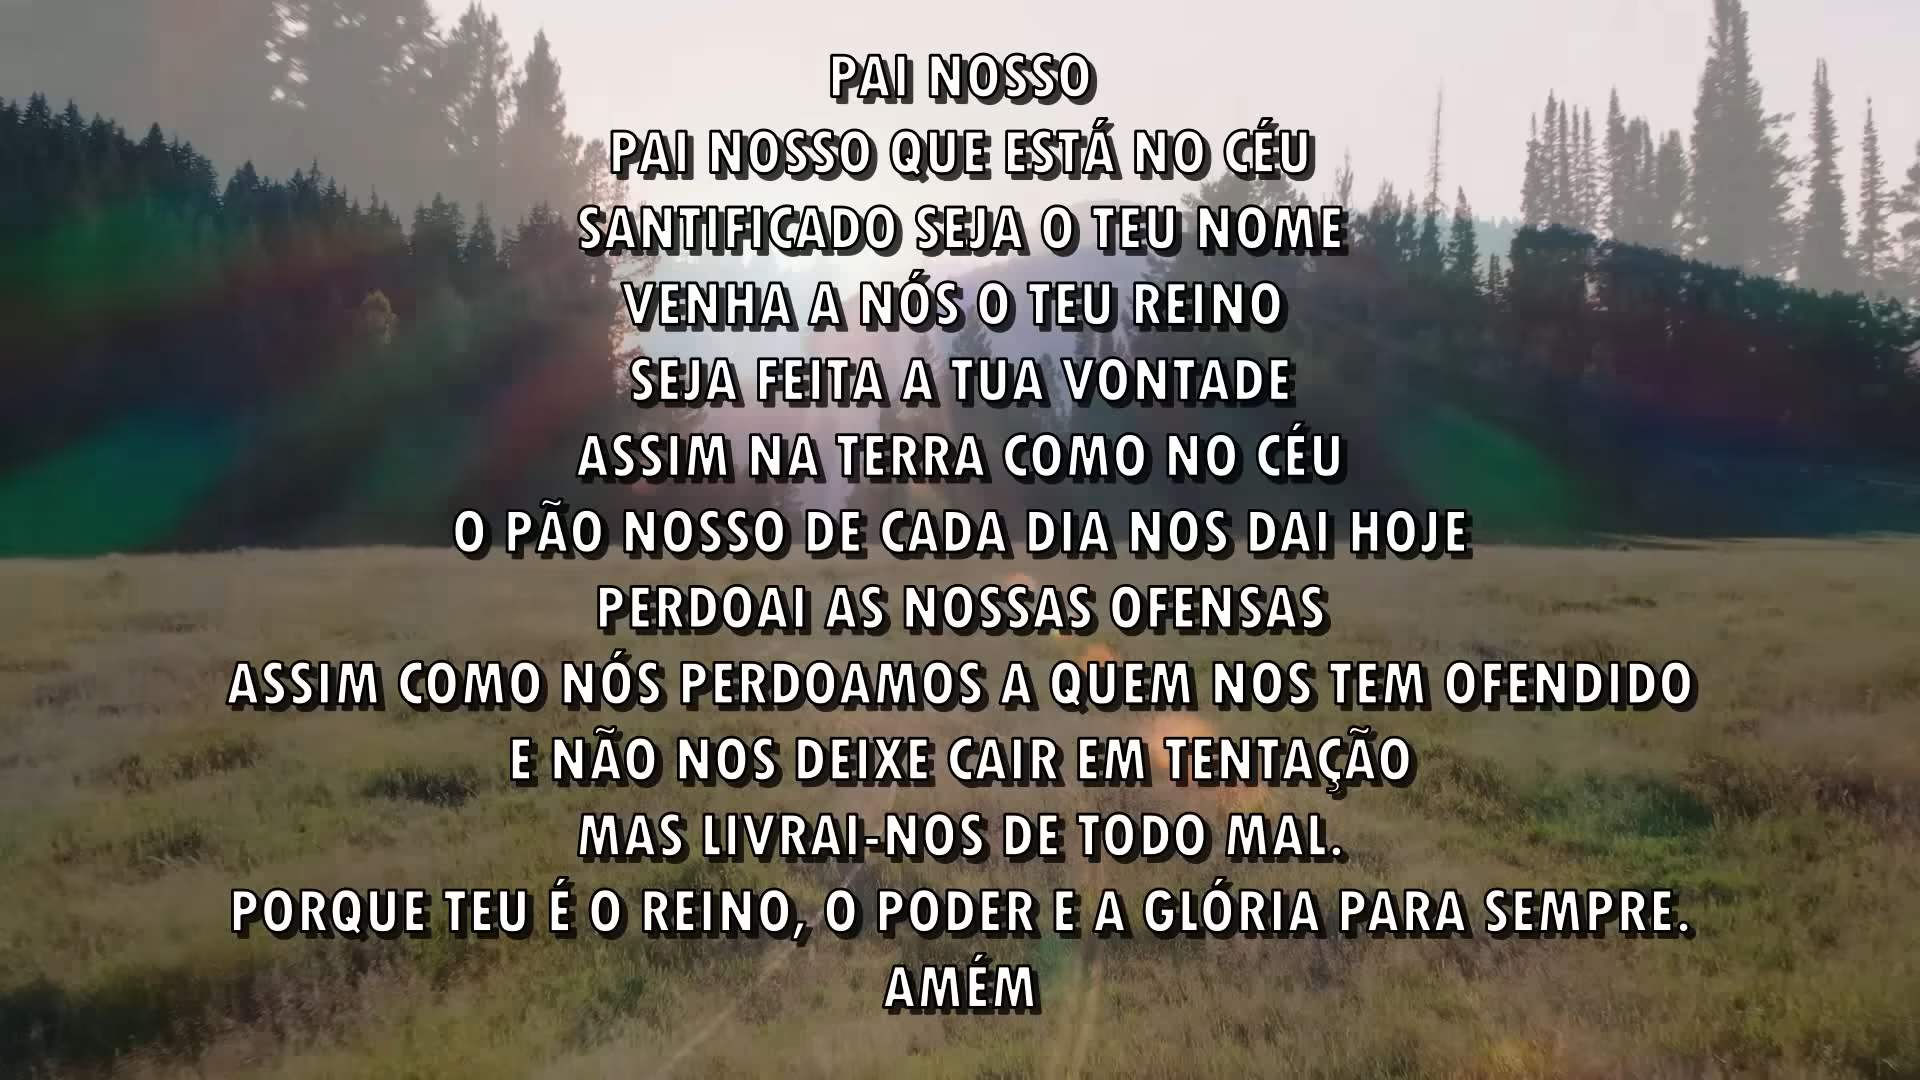 PAI NOSSO
PAI NOSSO QUE ESTÁ NO CÉU
SANTIFICADO SEJA O TEU NOME
VENHA A NÓS O TEU REINO
SEJA FEITA A TUA VONTADE
ASSIM NA TERRA COMO NO CÉU
O PÃO NOSSO DE CADA DIA NOS DAI HOJE
PERDOAI AS NOSSAS OFENSAS
ASSIM COMO NÓS PERDOAMOS A QUEM NOS TEM OFENDIDO
E NÃO NOS DEIXE CAIR EM TENTAÇÃO
MAS LIVRAI-NOS DE TODO MAL.
PORQUE TEU É O REINO, O PODER E A GLÓRIA PARA SEMPRE.
AMÉM